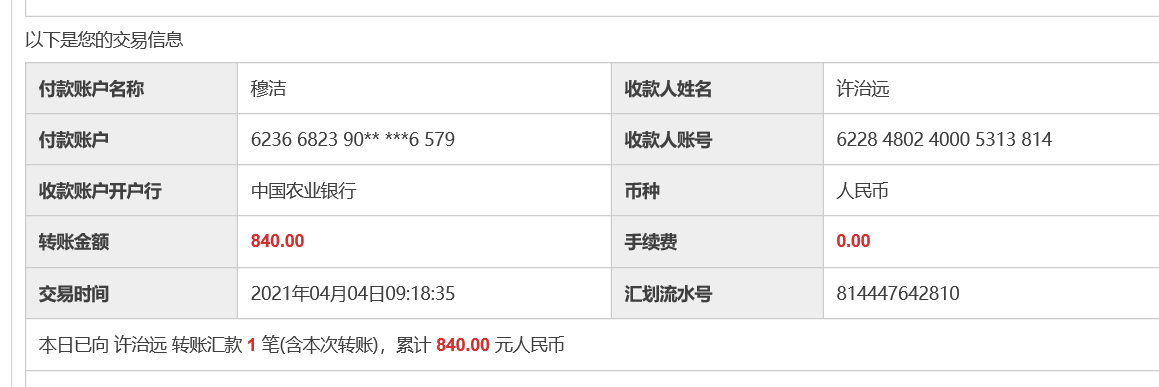 以下是您的交易信息
付款账户名称 穆洁 收款人姓名 许治远
付款账户 6236 6823 90** ***6 579 收款人账号 6228 4802 4000 5313 814
收款账户开户行 中国农业银行 币种 人民币
转账金额 840.00 手续费 0.00
交易时间 2021年04月04日09:18:35 汇划流水号 814447642810
本日已向 许治远 转账汇款 1 笔(含本次转账)，累计 840.00 元人民币